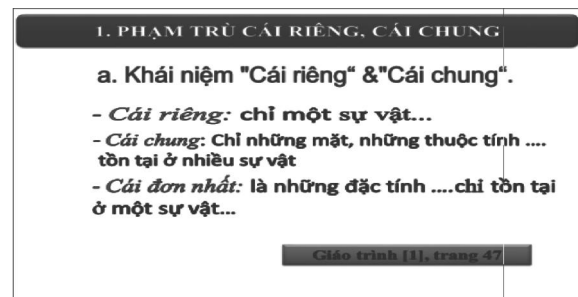 1. PHẠM TRÙ CÁI RIÊNG, CÁI CHUNG
a. Khái niệm "Cái riêng“ &"Cái chung“.
- Cái riêng: chỉ một sự vật...
- Cái chung: Chỉ những mặt, những thuộc tính ....
tồn tại ở nhiều sự vật
- Cái đơn nhất: là những đặc tính ....chỉ tồn tại
ở một sự vật...
Giáo trình [1], trang 47